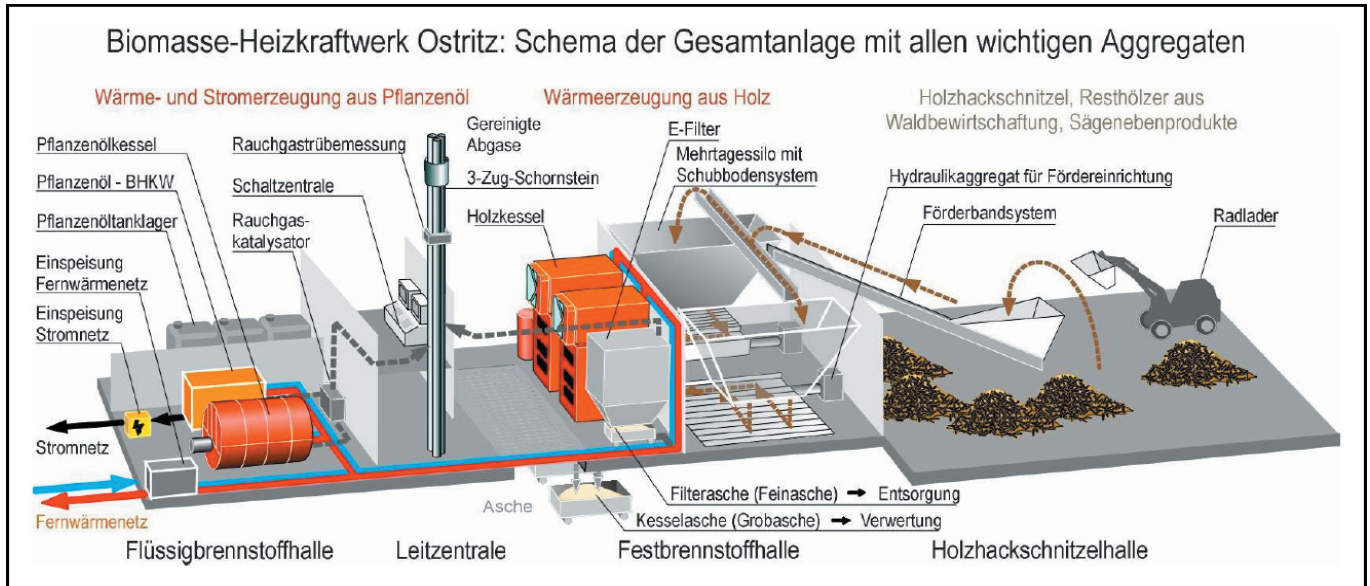 Biomasse-Heizkraftwerk Ostritz: Schema der Gesamtanlage mit allen wichtigen Aggregaten
Wärme- und Stromerzeugung aus Pflanzenöl
Wärmeerzeugung aus Holz
Holzhackschnitzel, Resthölzer aus
Waldbewirtschaftung, Sägenebenprodukte
Pflanzenölkessel
Pflanzenöl - BHKW
Pflanzenöltanklager
Einspeisung
Fernwärmenetz
Einspeisung
Stromnetz
Rauchgastrübemessung
Schaltzentrale
Rauchgas-
katalysator
Gereinigte
Abgase
3-Zug-Schornstein
Holzkessel
E-Filter
Mehrtagessilo mit
Schubbodensystem
Hydraulikaggregat für Fördereinrichtung
Förderbandsystem
Radlader
Stromnetz
Fernwärmenetz
Asche
Filterasche (Feinasche) → Entsorgung
Kesselasche (Grobasche) → Verwertung
Flüssigbrennstoffhalle
Leitzentrale
Festbrennstoffhalle
Holzhackschnitzelhalle